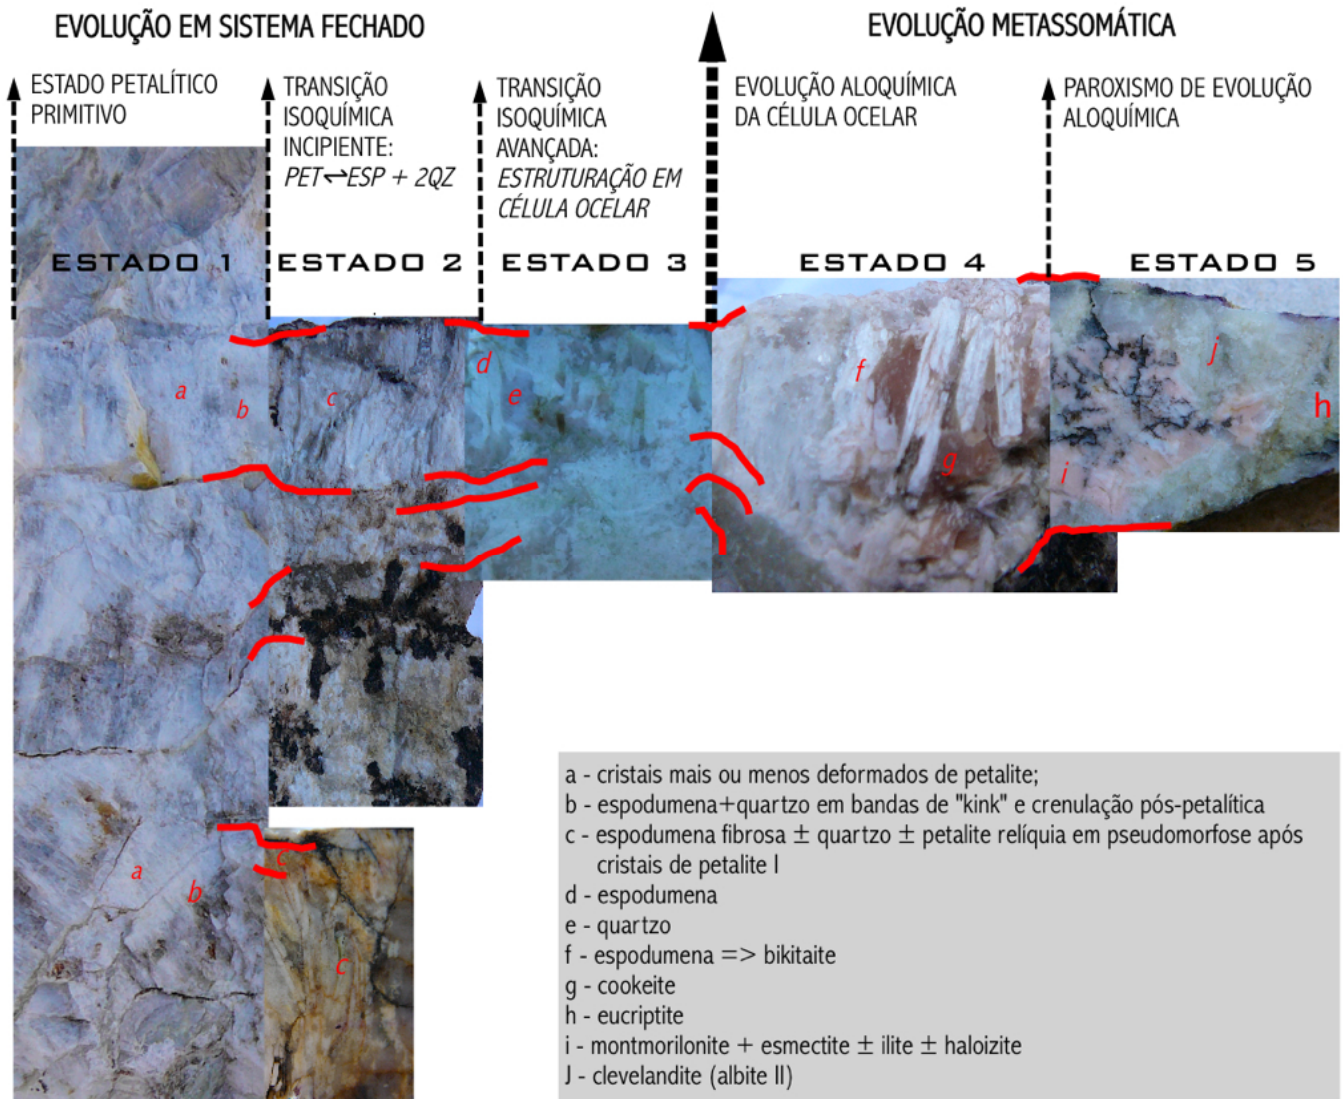 EVOLUÇÃO EM SISTEMA FECHADO
EVOLUÇÃO METASSOMÁTICA
ESTADO PETALÍTICO
PRIMITIVO
TRANSIÇÃO
ISOQUÍMICA
INCIPIENTE:
PET⇌ESP + 2QZ
TRANSIÇÃO
ISOQUÍMICA
AVANÇADA:
ESTRUTURAÇÃO EM
CÉLULA OCELAR
EVOLUÇÃO ALOQUÍMICA
DA CÉLULA OCELAR
PAROXISMO DE EVOLUÇÃO
ALOQUÍMICA
ESTADO 1
ESTADO 2
ESTADO 3
ESTADO 4
ESTADO 5
a
b
c
d
e
f
g
j
h
i
a
b
c
c
a - cristais mais ou menos deformados de petalite;
b - espodumena+quartzo em bandas de "kink" e crenulação pós-petalítica
c - espodumena fibrosa ± quartzo ± petalite relíquia em pseudomorfose após
cristais de petalite I
d - espodumena
e - quartzo
f - espodumena => bikitaite
g - cookeite
h - eucriptite
i - montmorilonite + esmectite ± ilite ± haloizite
J - clevelandite (albite II)